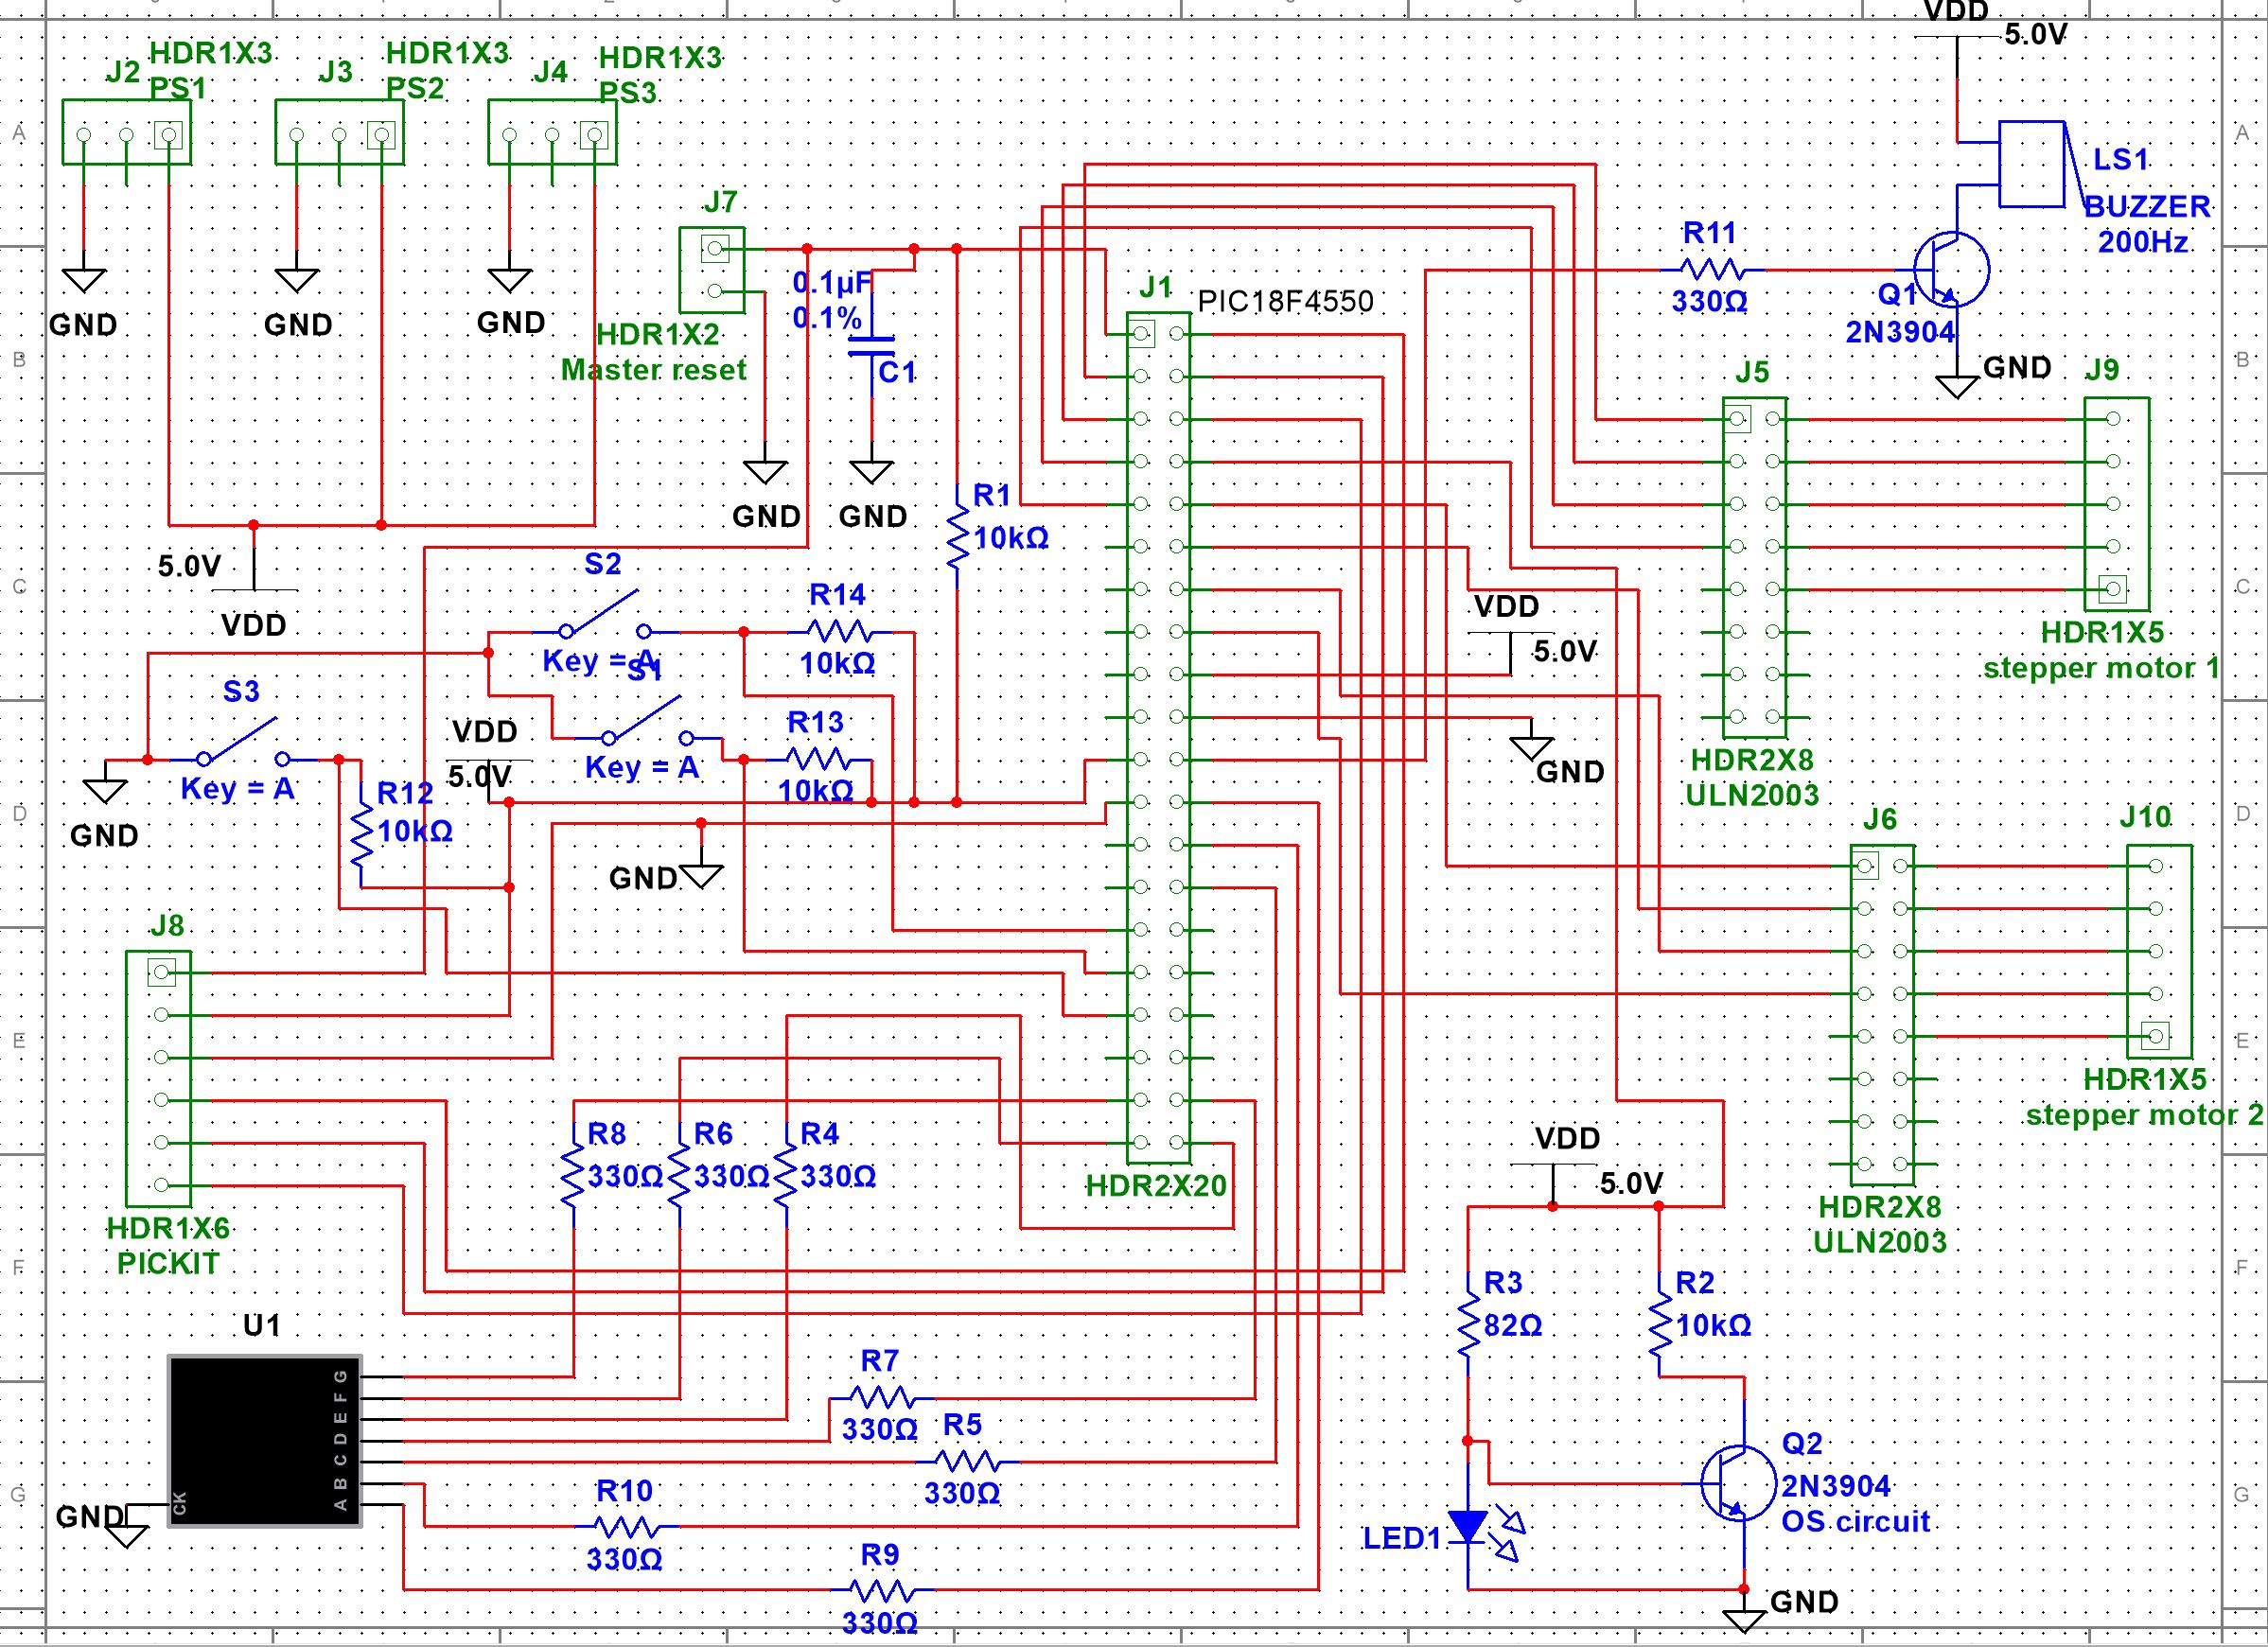 VDD
5.0V
HDR1X3
J2
PS1
HDR1X3
J3
PS2
HDR1X3
J4
PS3
A
A
LS1
BUZZER
200Hz
J7
R11
330Ω
Q1
2N3904
GND
GND
GND
GND
0.1µF
0.1%
C1
HDR1X2
Master reset
J1
PIC18F4550
B
B
J5
J9
GND
GND
R1
10kΩ
5.0V
VDD
C
C
S2
Key = A
R14
10kΩ
VDD
5.0V
HDR1X5
stepper motor 1
S1
Key = A
R13
10kΩ
S3
Key = A
VDD
5.0V
GND
R12
10kΩ
GND
GND
HDR2X8
ULN2003
D
D
J6
J10
J8
E
E
HDR1X5
stepper motor 2
R8
330Ω
R6
330Ω
R4
330Ω
HDR2X20
VDD
5.0V
HDR2X8
ULN2003
HDR1X6
PICKIT
F
F
R3
82Ω
R2
10kΩ
U1
G
F
E
D
C
B
A
CK
GND
R7
330Ω
R5
330Ω
R10
330Ω
R9
330Ω
G
G
LED1
Q2
2N3904
OS circuit
GND